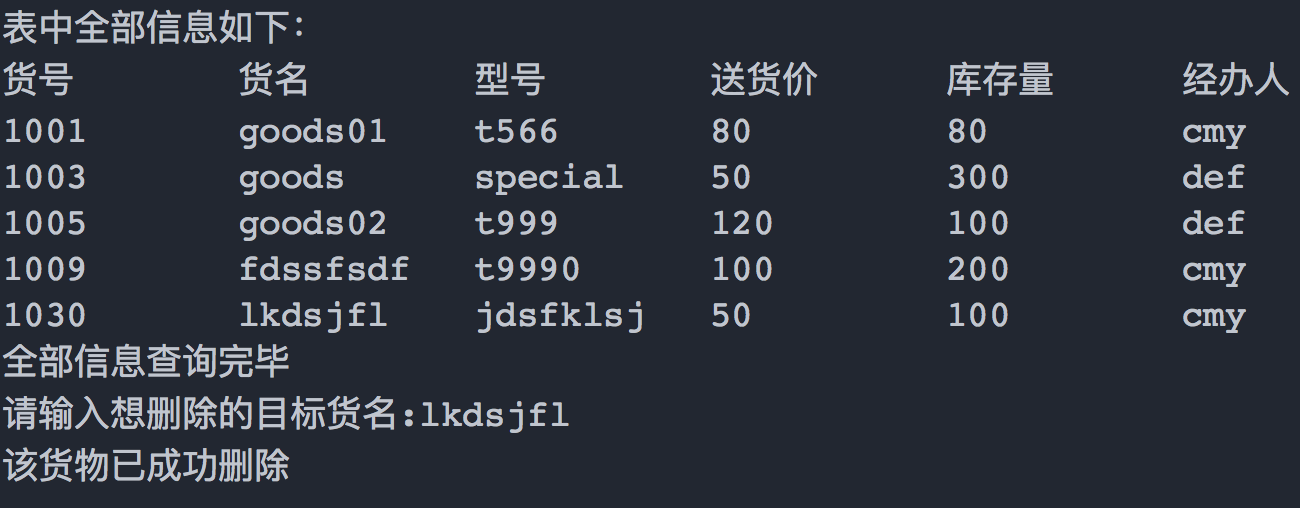 表中全部信息如下:
货号 货名 型号 送货价 库存量 经办人
1001 goods01 t566 80 80 cmy
1003 goods special 50 300 def
1005 goods02 t999 120 100 def
1009 fdssfsdf t9990 100 200 cmy
1030 lkdsjfl jdsfklsj 50 100 cmy
全部信息查询完毕
请输入想删除的目标货名:lkdsjfl
该货物已成功删除